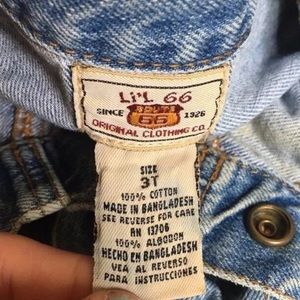 Li'L 66
SINCE ROUTE 1926
66
ORIGINAL CLOTHING CO.
SIZE
3T
100% COTTON
MADE IN BANGLADESH
SEE REVERSE FOR CARE
RN 13706
100% ALGODON
HECHO EN BANGLADESH
VEA AL REVERSO
PARA INSTRUCCIONES